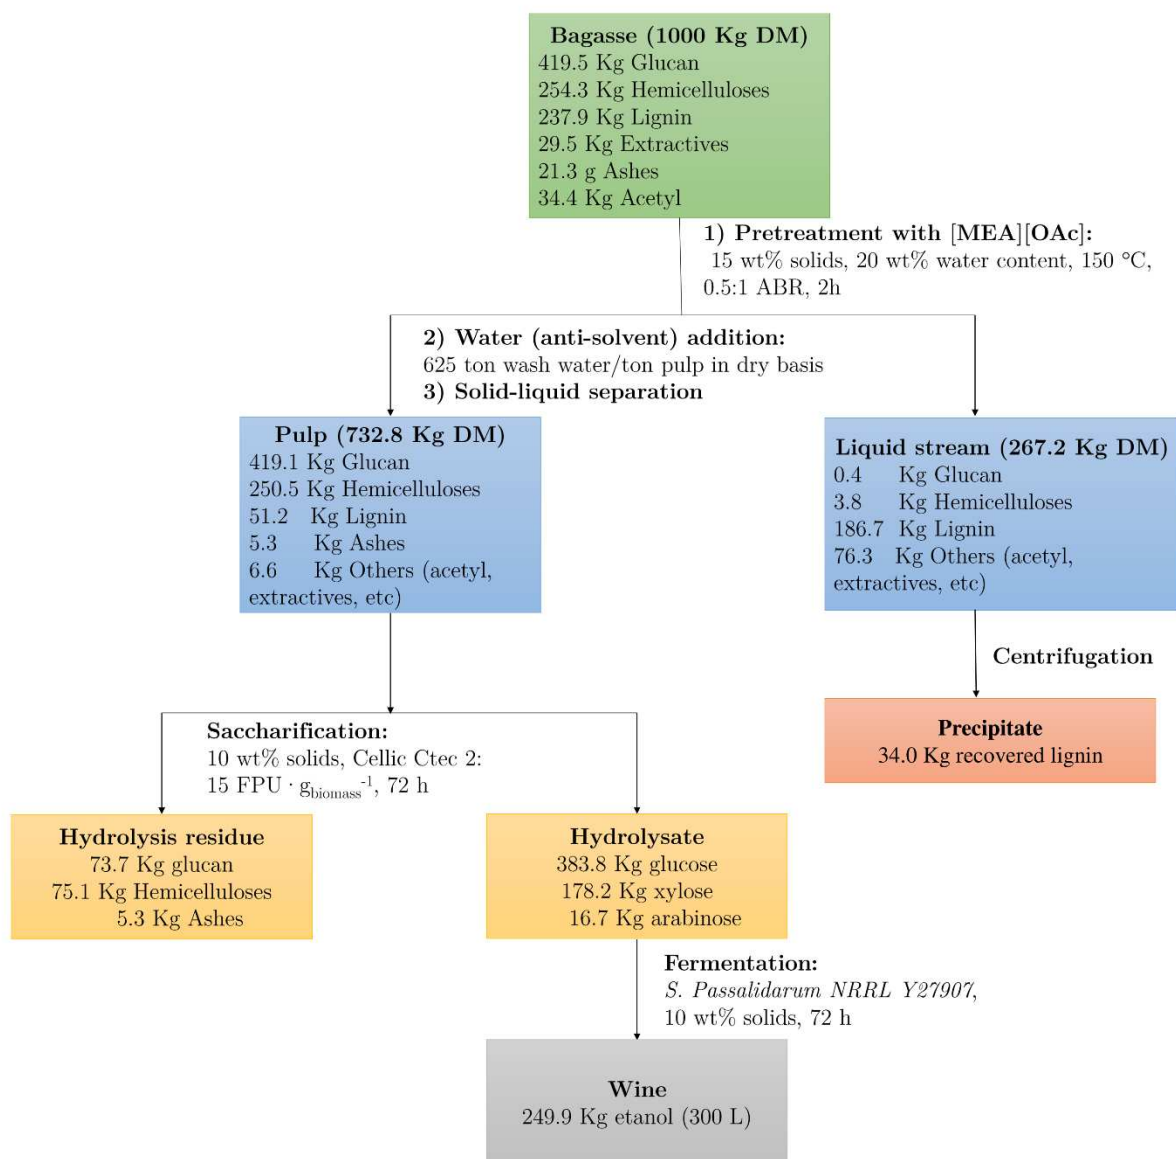 Bagasse (1000 Kg DM)
419.5 Kg Glucan
254.3 Kg Hemicelluloses
237.9 Kg Lignin
29.5 Kg Extractives
21.3 g Ashes
34.4 Kg Acetyl
1) Pretreatment with [MEA][OAc]:
15 wt% solids, 20 wt% water content, 150 °C,
0.5:1 ABR, 2h
2) Water (anti-solvent) addition:
625 ton wash water/ton pulp in dry basis
3) Solid-liquid separation
Pulp (732.8 Kg DM)
419.1 Kg Glucan
250.5 Kg Hemicelluloses
51.2 Kg Lignin
5.3 Kg Ashes
6.6 Kg Others (acetyl,
extractives, etc)
Liquid stream (267.2 Kg DM)
0.4 Kg Glucan
3.8 Kg Hemicelluloses
186.7 Kg Lignin
76.3 Kg Others (acetyl,
extractives, etc)
Centrifugation
Precipitate
34.0 Kg recovered lignin
Saccharification:
10 wt% solids, Cellic Ctec 2:
15 FPU · g_biomass^-1, 72 h
Hydrolysis residue
73.7 Kg glucan
75.1 Kg Hemicelluloses
5.3 Kg Ashes
Hydrolysate
383.8 Kg glucose
178.2 Kg xylose
16.7 Kg arabinose
Fermentation:
S. Passalidarum NRRL Y27907,
10 wt% solids, 72 h
Wine
249.9 Kg etanol (300 L)